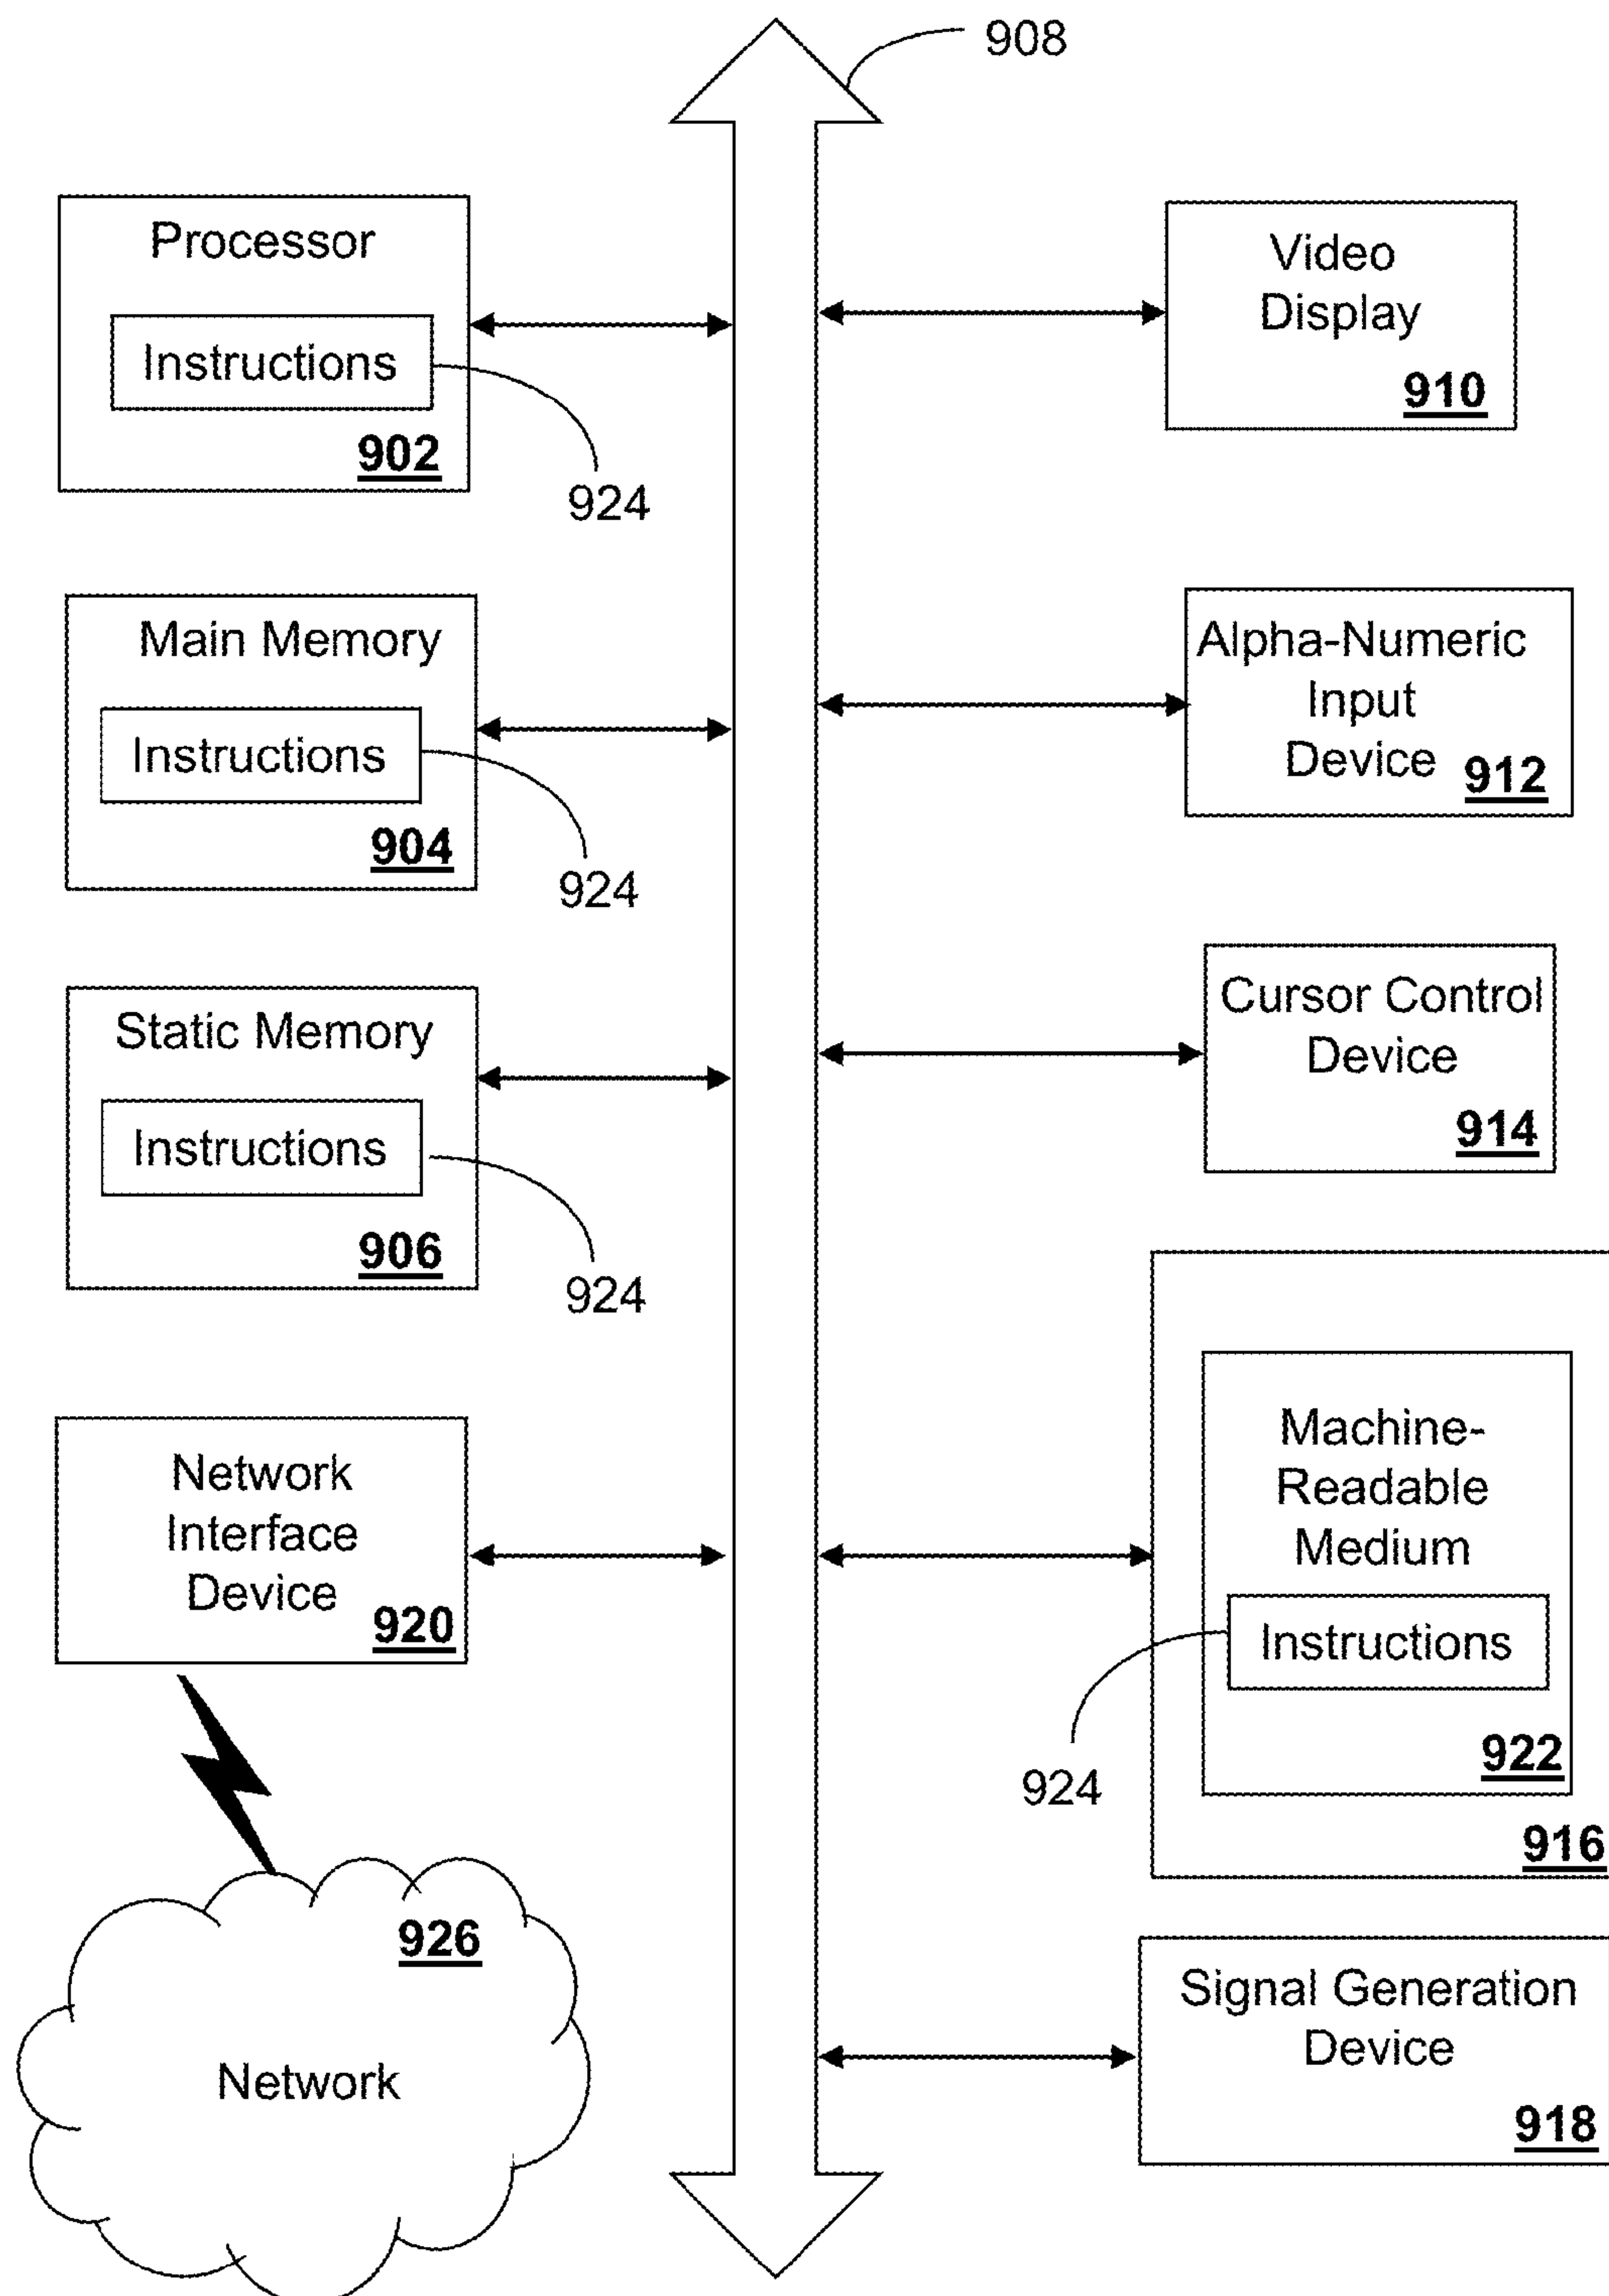 908
Processor
Instructions
902
924
Main Memory
Instructions
904
924
Static Memory
Instructions
906
924
Network
Interface
Device
920
926
Network
Video
Display
910
Alpha-Numeric
Input
Device
912
Cursor Control
Device
914
Machine-
Readable
Medium
Instructions
922
924
916
Signal Generation
Device
918